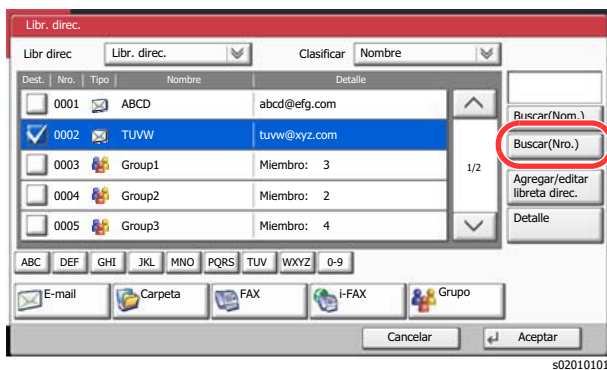 Libr. direc.
Libr direc Libr. direc. Clasificar Nombre
Dest. Nro. Tipo Nombre Detalle
0001 ABCD abcd@efg.com
Buscar(Nom.)
0002 TUVW tuvw@xyz.com
Buscar(Nro.)
0003 Group1 Miembro: 3
1/2
0004 Group2 Miembro: 2
Agregar/editar
libreta direc.
0005 Group3 Miembro: 4
Detalle
ABC DEF GHI JKL MNO PQRS TUV WXYZ 0-9
E-mail Carpeta FAX i-FAX Grupo
Cancelar Aceptar
s02010101